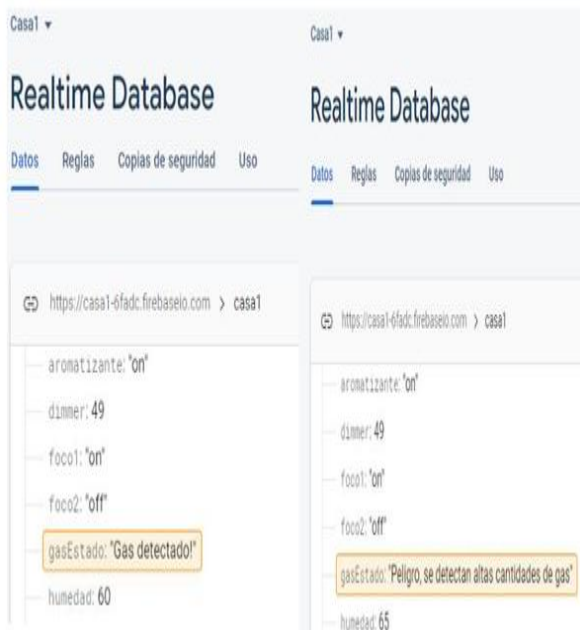 Casa1
Realtime Database
Datos Reglas Copias de seguridad Uso
https://casa1-6fadc.firebaseio.com > casa1
aromatizante: "on"
dimmer: 49
foco1: "on"
foco2: "off"
gasEstado: "Gas detectado!"
humedad: 60
Casa1
Realtime Database
Datos Reglas Copias de seguridad Uso
https://casa1-6fadc.firebaseio.com > casa1
aromatizante: "on"
dimmer: 49
foco1: "on"
foco2: "off"
gasEstado: "Peligro, se detectan altas cantidades de gas"
humedad: 65